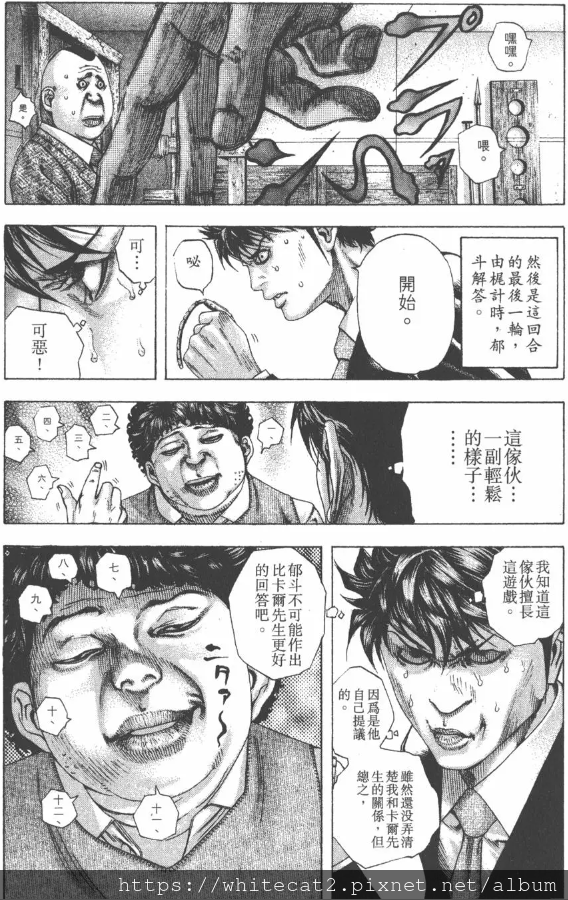 嘿嘿。
喂。
是。
然後是這回合
的最後一輪，
由梶計時，郁
斗解答。
開始。
咇
可…
可惡！
這傢伙…
一副輕鬆
的樣子…
……
一、
二、
三、
四、
五、
六、
我知道這
傢伙擅長
這遊戲。
因爲是他
自己提議
的。
雖然還没弄清
楚我和卡爾先
生的關係，但
總之，
郁斗不可能作出
比卡爾先生更好
的回答吧。
七、
八、
九、
十、
十一、
十二、
ニタァ～
https://whitecat2.pixnet.net/album